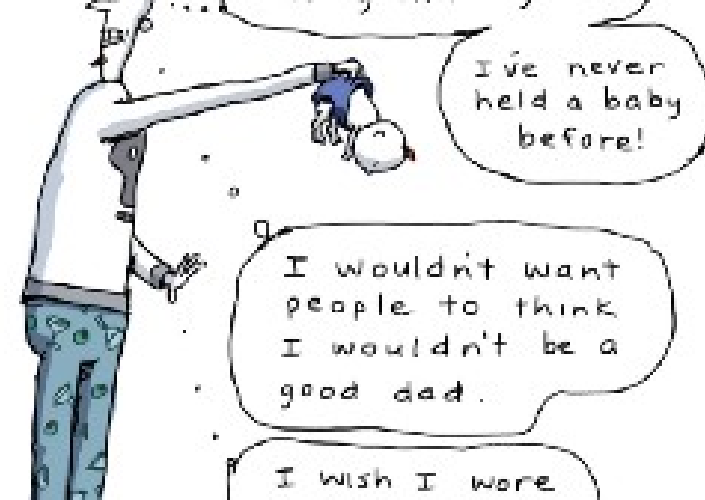 I've never
held a baby
before!
I wouldn't want
people to think
I wouldn't be a
good dad.
I wish I wore